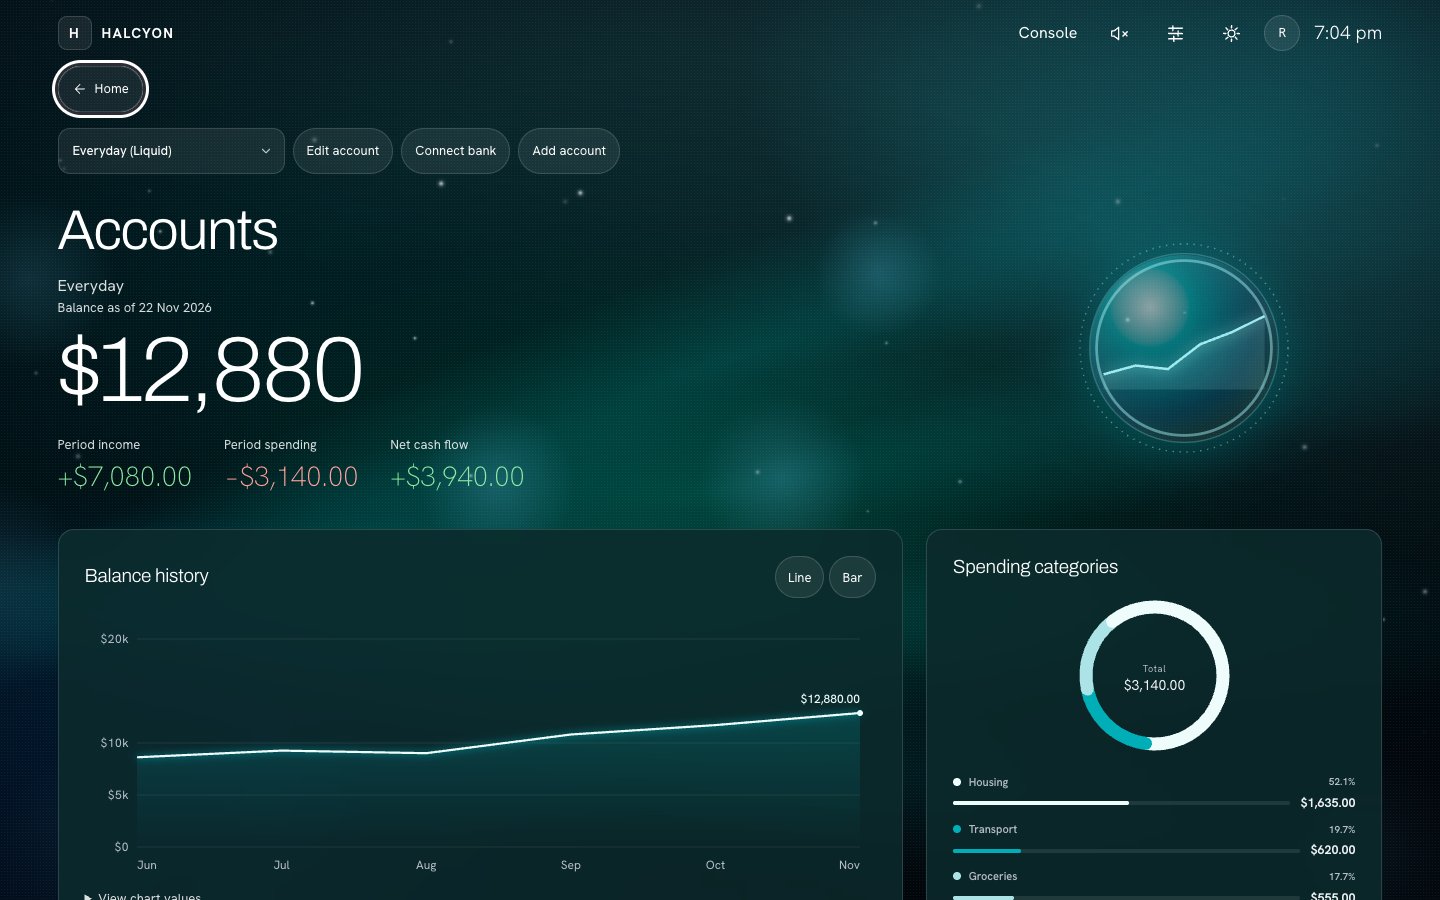 H HALCYON Console R 7:04 pm
← Home
Everyday (Liquid) Edit account Connect bank Add account
Accounts
Everyday
Balance as of 22 Nov 2026
$12,880
Period income Period spending Net cash flow
+$7,080.00 −$3,140.00 +$3,940.00
Balance history Line Bar
$20k
$12,880.00
$10k
$5k
$0
Jun Jul Aug Sep Oct Nov
View chart values
Spending categories
Total
$3,140.00
Housing 52.1%
$1,635.00
Transport 19.7%
$620.00
Groceries 17.7%
$555.00